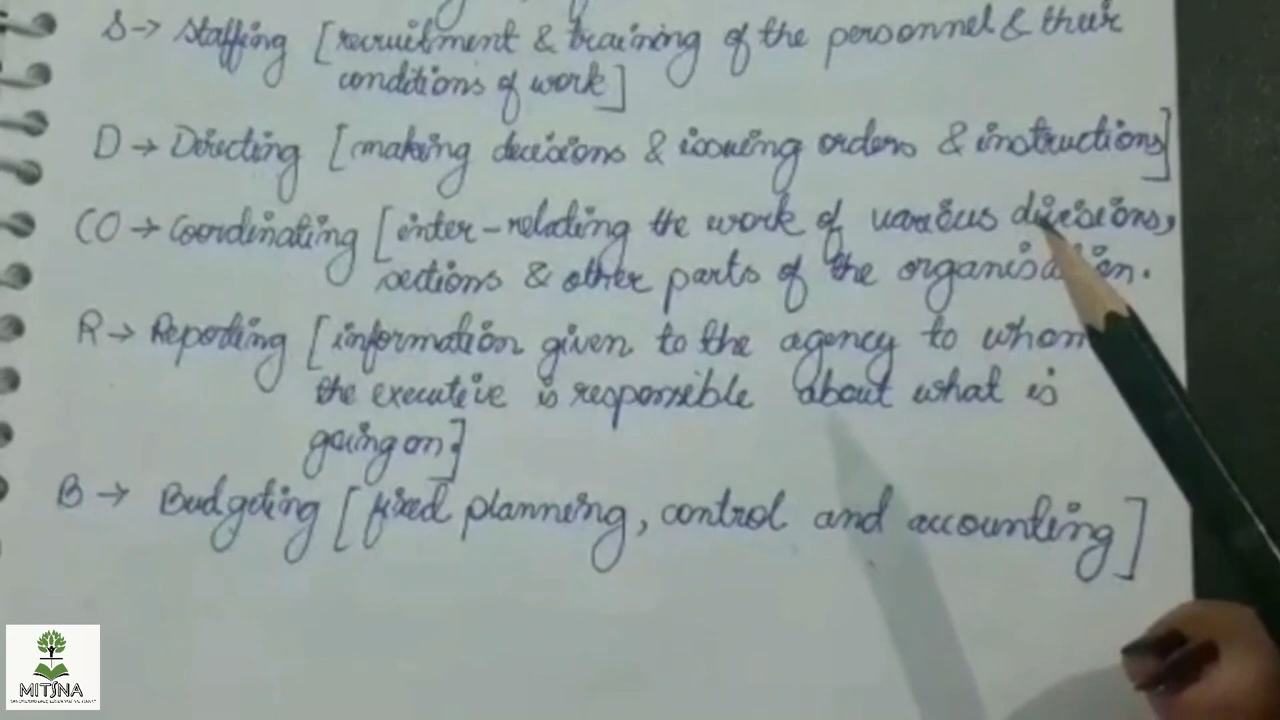 S→ Staffing [recruitment & training of the personnel & their
conditions of work]
D → Directing [making decisions & issuing orders & instructions]
CO → Coordinating [inter-relating the work of various divisions,
sections & other parts of the organisation.
R → Reporting [information given to the agency to whom
the executive is responsible about what is
going on]
B → Budgeting [fixed planning, control and accounting]
MITSNA